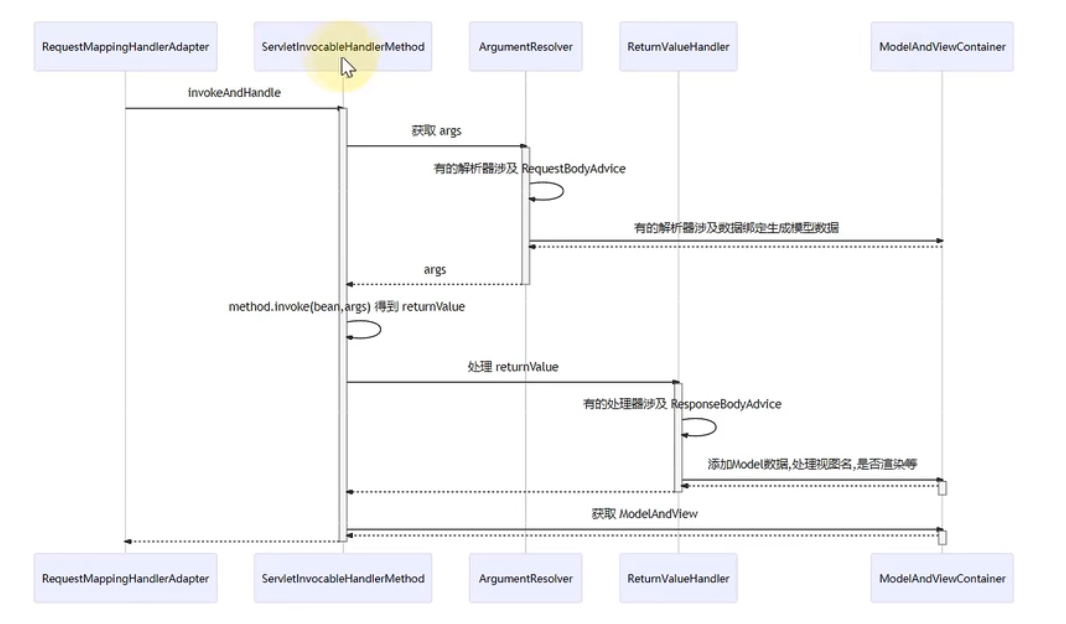 RequestMappingHandlerAdapter
ServletInvocableHandlerMethod
ArgumentResolver
ReturnValueHandler
ModelAndViewContainer
invokeAndHandle
获取 args
有的解析器涉及 RequestBodyAdvice
有的解析器涉及数据绑定生成模型数据
args
method.invoke(bean,args) 得到 returnValue
处理 returnValue
有的处理器涉及 ResponseBodyAdvice
添加Model数据,处理视图名,是否渲染等
获取 ModelAndView
RequestMappingHandlerAdapter
ServletInvocableHandlerMethod
ArgumentResolver
ReturnValueHandler
ModelAndViewContainer